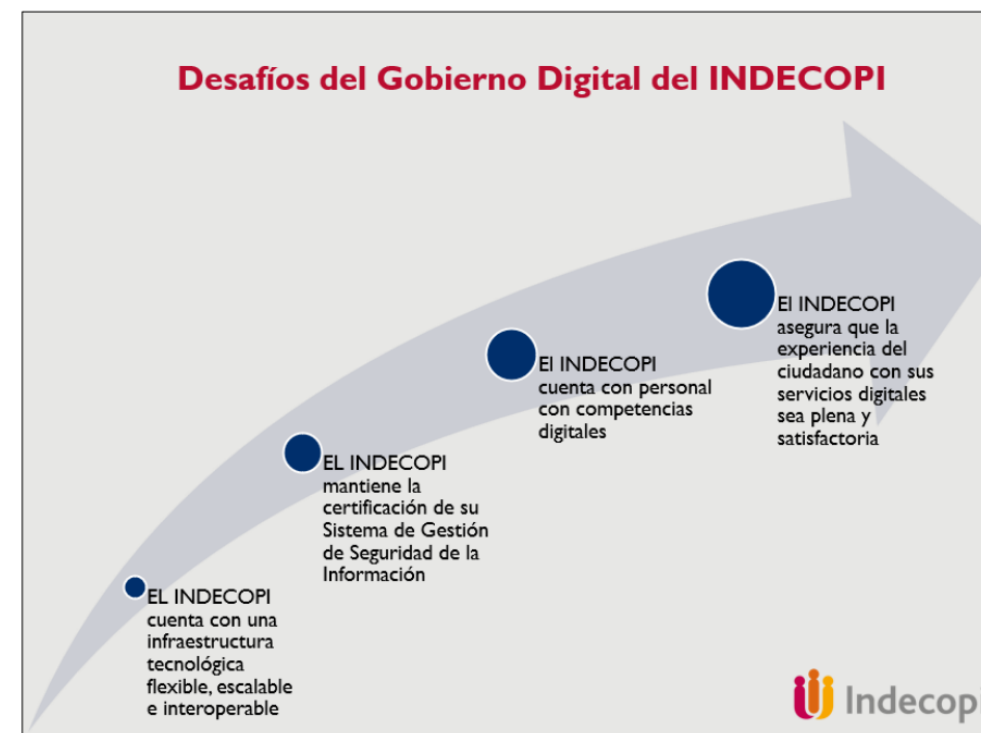 Desafíos del Gobierno Digital del INDECOPI
EL INDECOPI
cuenta con una
infraestructura
tecnológica
flexible, escalable
e interoperable
EL INDECOPI
mantiene la
certificación de su
Sistema de Gestión
de Seguridad de la
Información
El INDECOPI
cuenta con personal
con competencias
digitales
El INDECOPI
asegura que la
experiencia del
ciudadano con sus
servicios digitales
sea plena y
satisfactoria
Indecopi